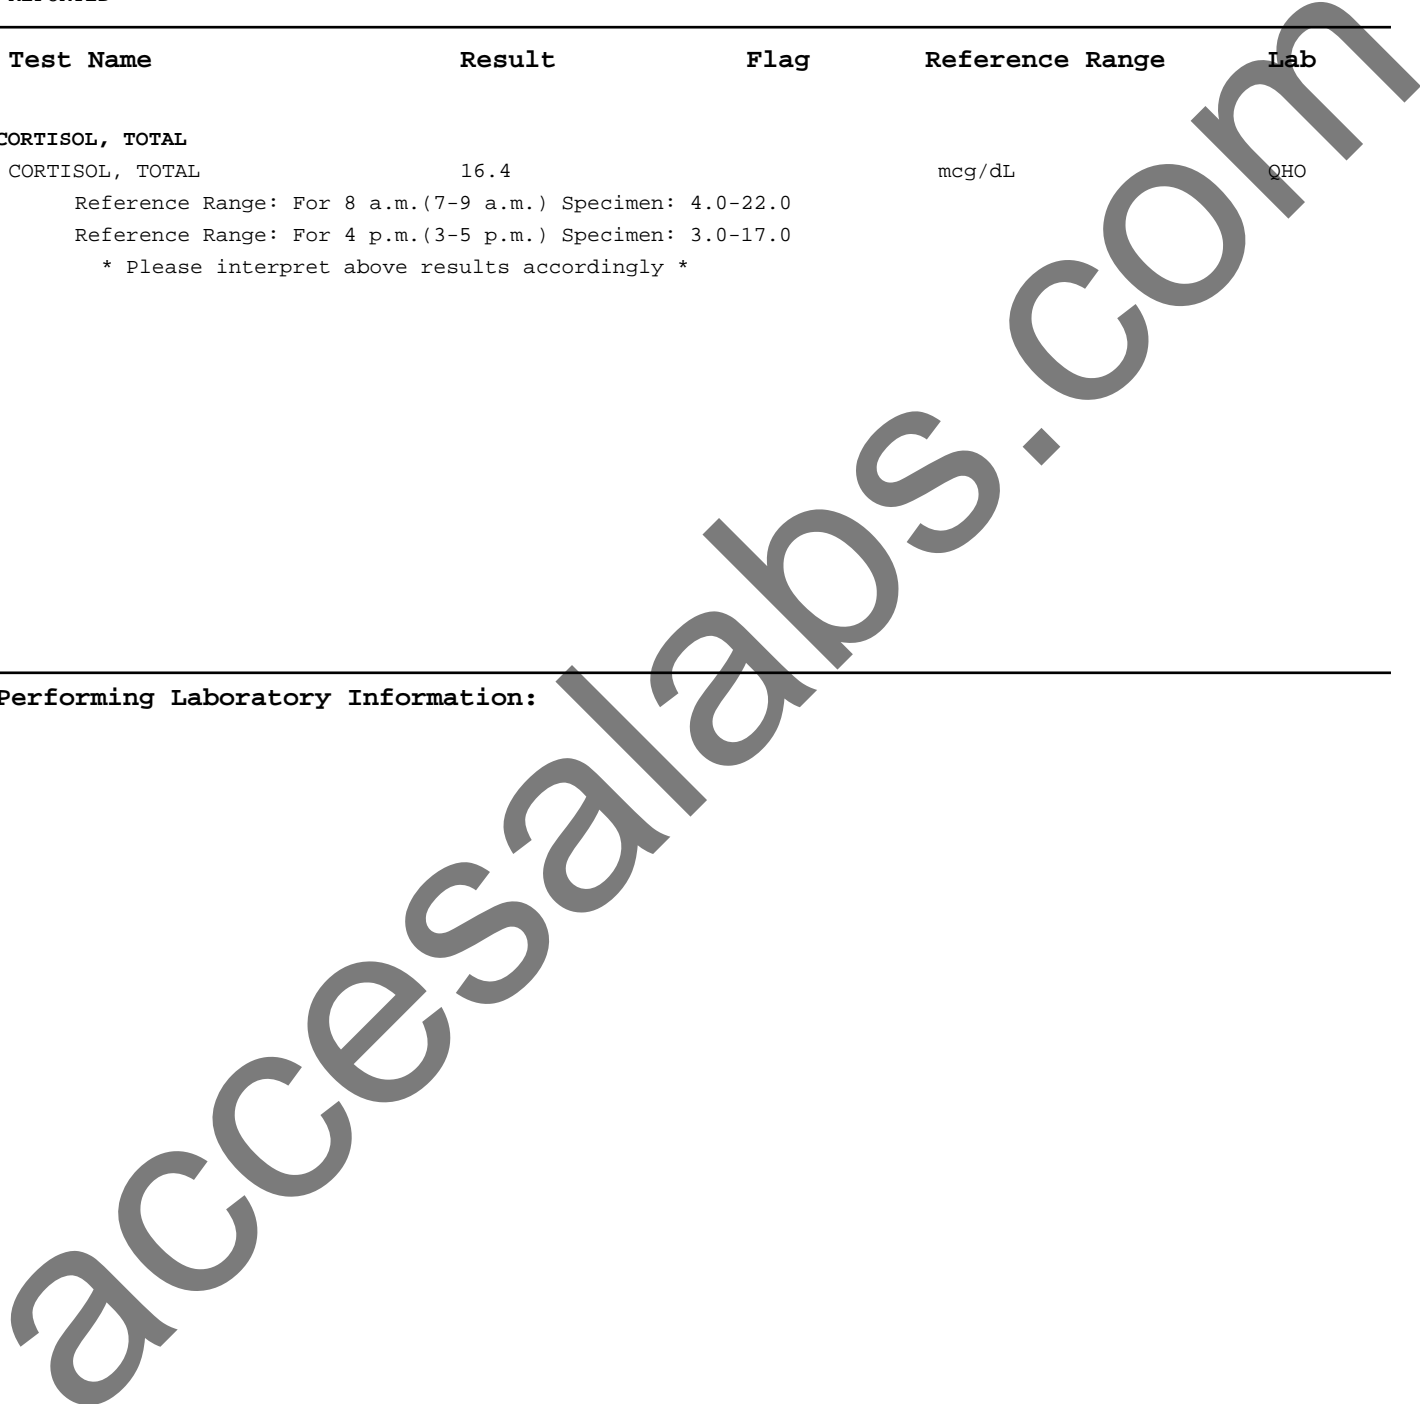 Test Name Result Flag Reference Range Lab
CORTISOL, TOTAL
CORTISOL, TOTAL 16.4 mcg/dL QHO
Reference Range: For 8 a.m.(7-9 a.m.) Specimen: 4.0-22.0
Reference Range: For 4 p.m.(3-5 p.m.) Specimen: 3.0-17.0
* Please interpret above results accordingly *
Performing Laboratory Information:
accesalabs.com